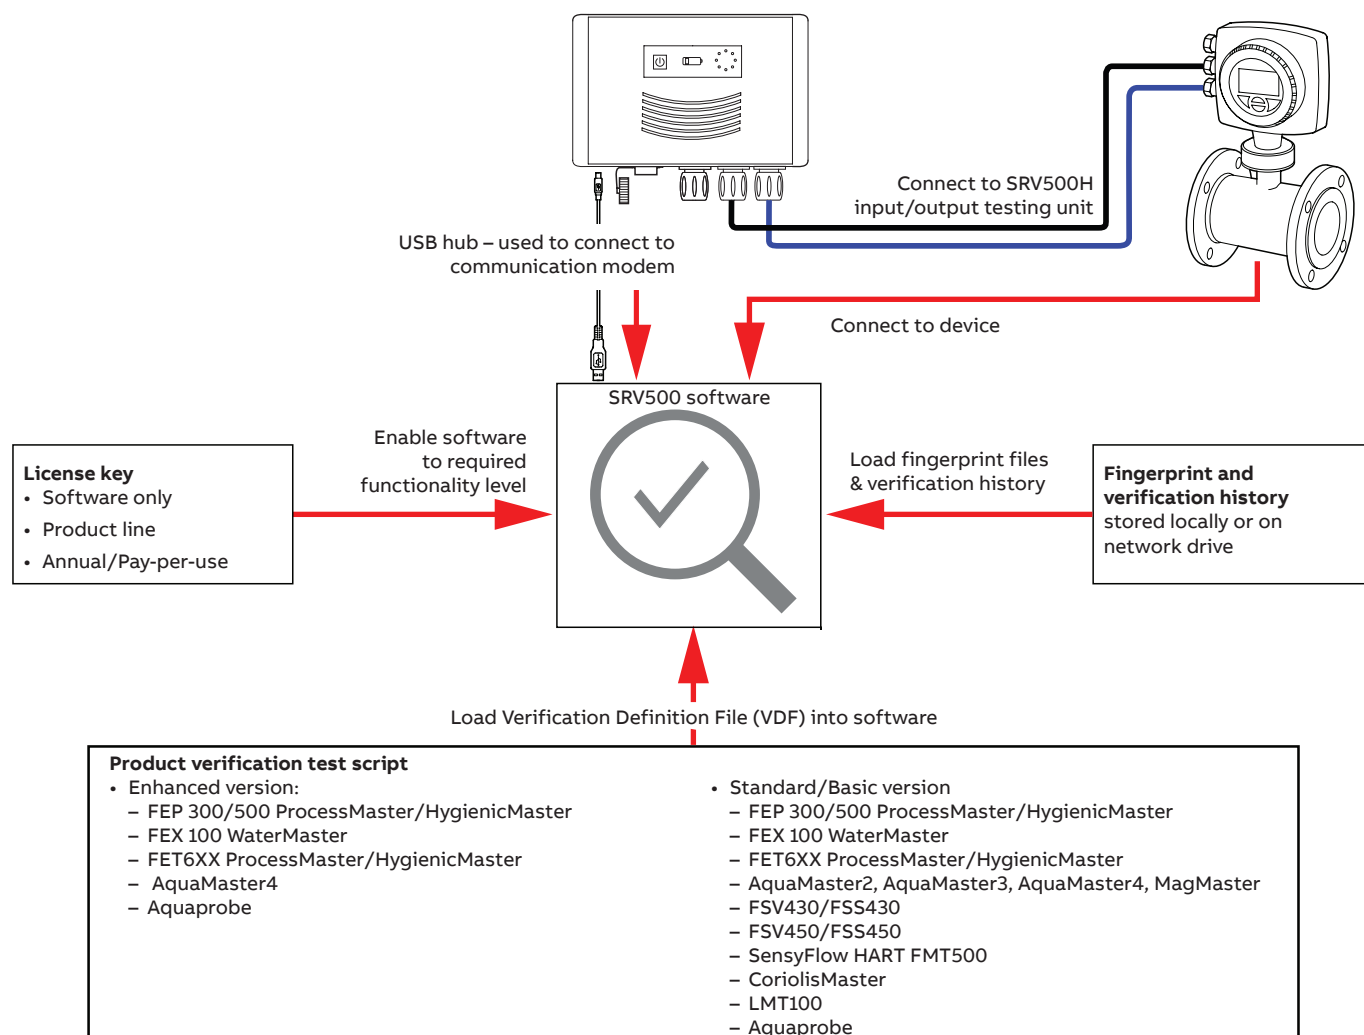 Connect to SRV500H
input/output testing unit
USB hub – used to connect to
communication modem
Connect to device
SRV500 software
Enable software
to required
functionality level
Load fingerprint files
& verification history
License key
• Software only
• Product line
• Annual/Pay-per-use
Fingerprint and
verification history
stored locally or on
network drive
Load Verification Definition File (VDF) into software
Product verification test script
• Enhanced version:
– FEP 300/500 ProcessMaster/HygienicMaster
– FEX 100 WaterMaster
– FET6XX ProcessMaster/HygienicMaster
– AquaMaster4
– Aquaprobe
• Standard/Basic version
– FEP 300/500 ProcessMaster/HygienicMaster
– FEX 100 WaterMaster
– FET6XX ProcessMaster/HygienicMaster
– AquaMaster2, AquaMaster3, AquaMaster4, MagMaster
– FSV430/FSS430
– FSV450/FSS450
– SensyFlow HART FMT500
– CoriolisMaster
– LMT100
– Aquaprobe